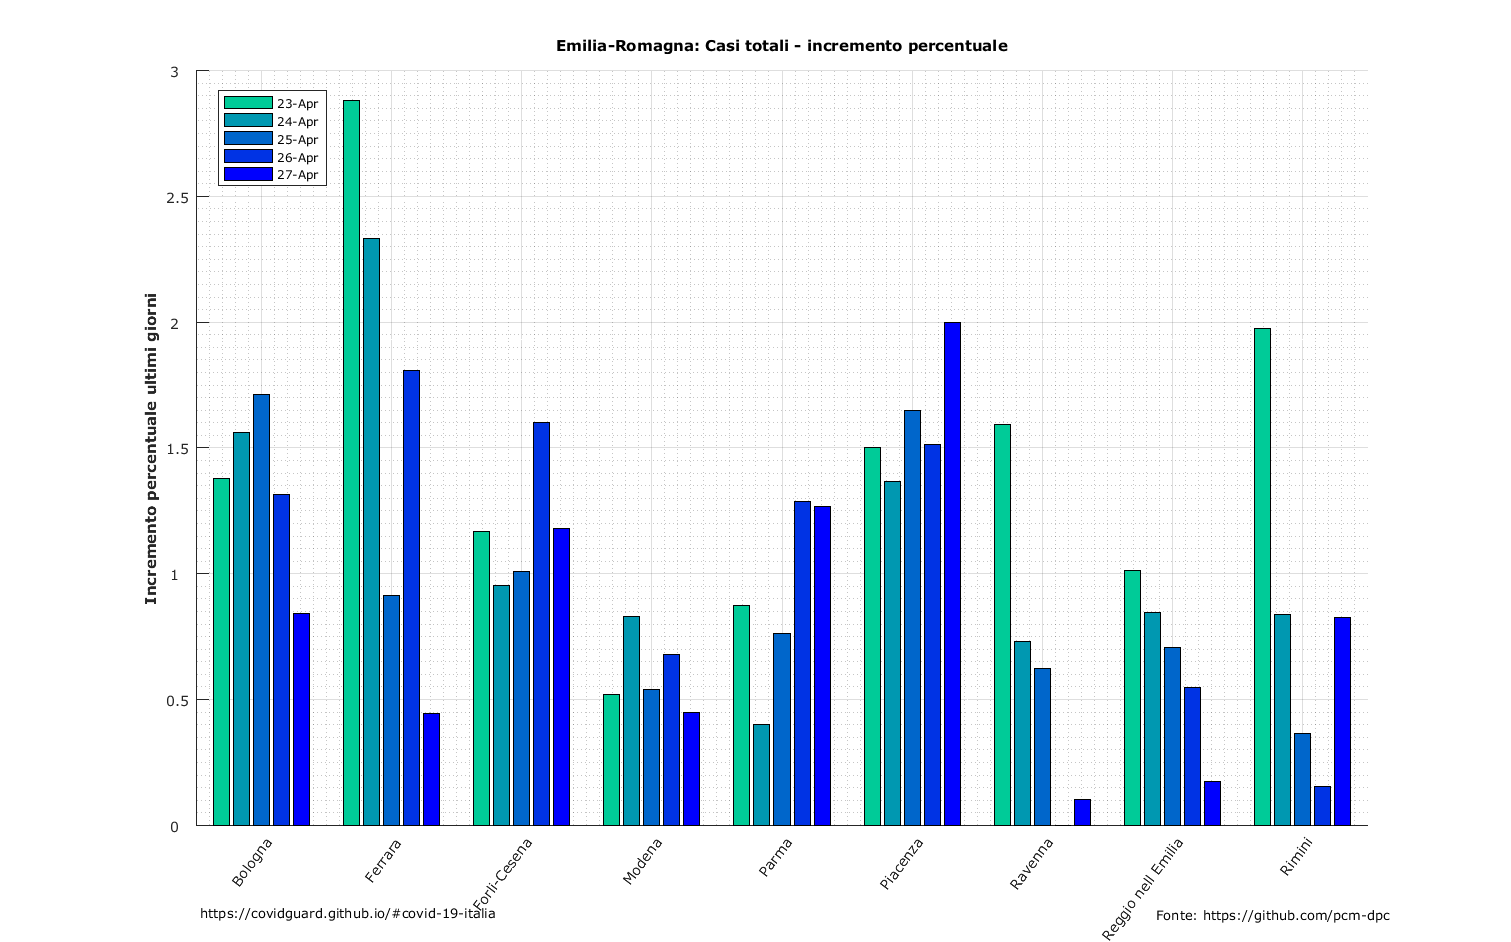 Emilia-Romagna: Casi totali - incremento percentuale
3
2.5
2
1.5
1
0.5
0
Incremento percentuale ultimi giorni
23-Apr
24-Apr
25-Apr
26-Apr
27-Apr
Bologna
Ferrara
Forlì-Cesena
Modena
Parma
Piacenza
Ravenna
Reggio nell Emilia
Rimini
https://covidguard.github.io/#covid-19-italia
Fonte: https://github.com/pcm-dpc